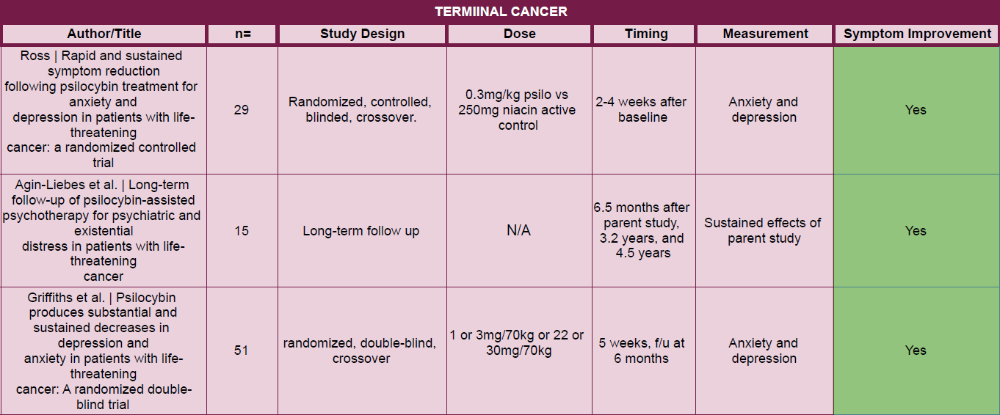 TERMIINAL CANCER
Author/Title
n=
Study Design
Dose
Timing
Measurement
Symptom Improvement
Ross | Rapid and sustained
symptom reduction
following psilocybin treatment for
anxiety and
depression in patients with life-
threatening
cancer: a randomized controlled
trial
29
Randomized, controlled,
blinded, crossover.
0.3mg/kg psilo vs
250mg niacin active
control
2-4 weeks after
baseline
Anxiety and
depression
Yes
Agin-Liebes et al. | Long-term
follow-up of psilocybin-assisted
psychotherapy for psychiatric and
existential
distress in patients with life-
threatening
cancer
15
Long-term follow up
N/A
6.5 months after
parent study,
3.2 years, and
4.5 years
Sustained effects of
parent study
Yes
Griffiths et al. | Psilocybin
produces substantial and
sustained decreases in
depression and
anxiety in patients with life-
threatening
cancer: A randomized double-
blind trial
51
randomized, double-blind,
crossover
1 or 3mg/70kg or 22 or
30mg/70kg
5 weeks, f/u at
6 months
Anxiety and
depression
Yes